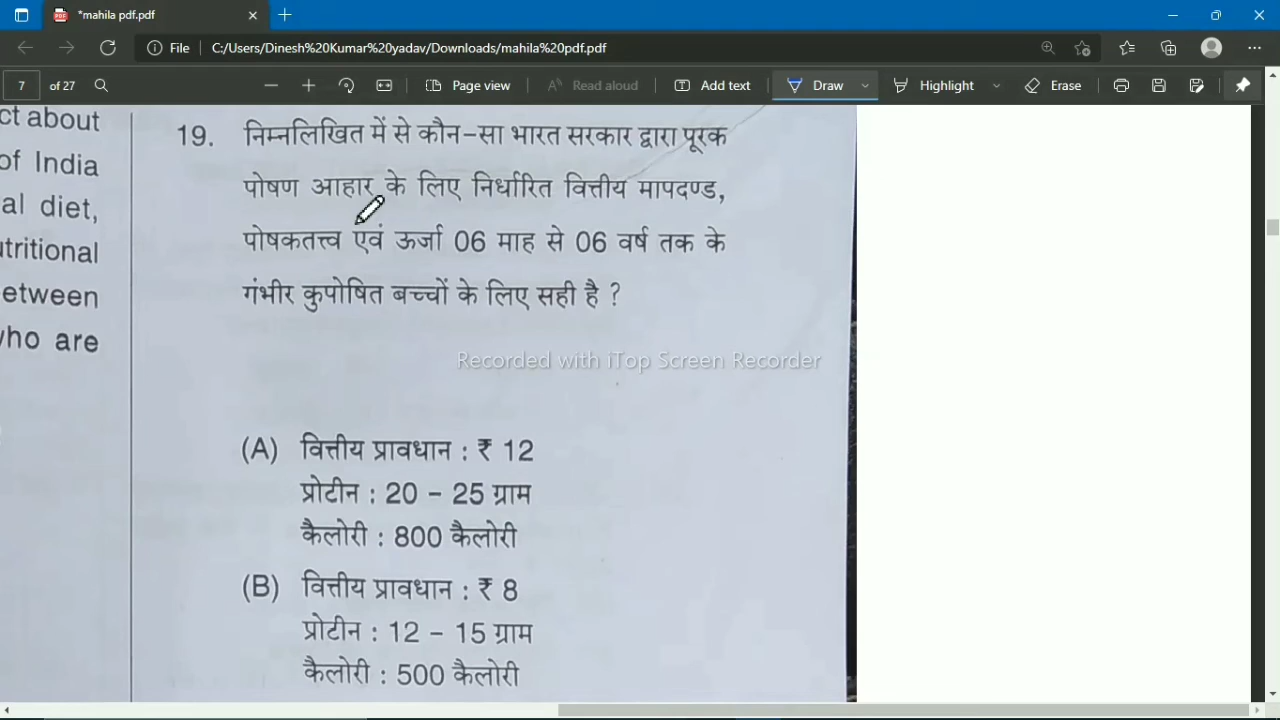 *mahila pdf.pdf
File
C:/Users/Dinesh%20Kumar%20yadav/Downloads/mahila%20pdf.pdf
7 of 27
Page view
Read aloud
Add text
Draw
Highlight
Erase
ct about
of India
al diet,
utritional
etween
who are
19. निम्नलिखित में से कौन-सा भारत सरकार द्वारा पूरक
पोषण आहार के लिए निर्धारित वित्तीय मापदण्ड,
पोषकतत्त्व एवं ऊर्जा 06 माह से 06 वर्ष तक के
गंभीर कुपोषित बच्चों के लिए सही है ?
Recorded with iTop Screen Recorder
(A) वित्तीय प्रावधान : ₹ 12
प्रोटीन : 20 - 25 ग्राम
कैलोरी : 800 कैलोरी
(B) वित्तीय प्रावधान : ₹ 8
प्रोटीन : 12 - 15 ग्राम
कैलोरी : 500 कैलोरी